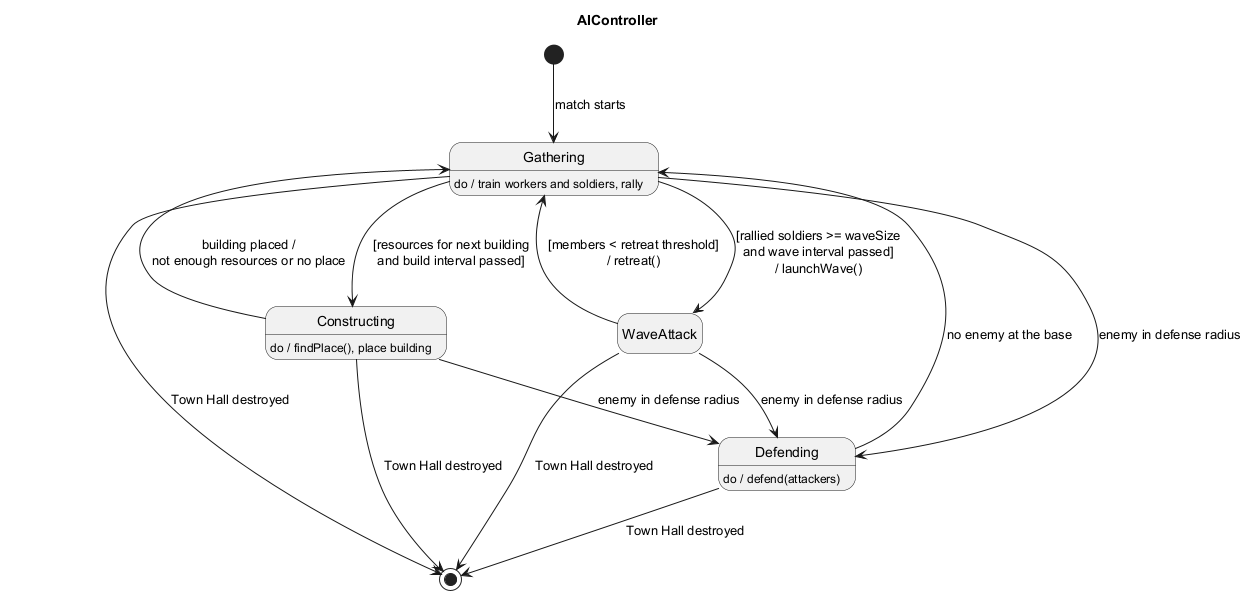 AIController
match starts
Gathering
do / train workers and soldiers, rally
building placed /
not enough resources or no place
[resources for next building
and build interval passed]
[members < retreat threshold]
/ retreat()
[rallied soldiers >= waveSize
and wave interval passed]
/ launchWave()
Constructing
do / findPlace(), place building
WaveAttack
no enemy at the base
enemy in defense radius
Town Hall destroyed
enemy in defense radius
enemy in defense radius
Defending
do / defend(attackers)
Town Hall destroyed
Town Hall destroyed
Town Hall destroyed